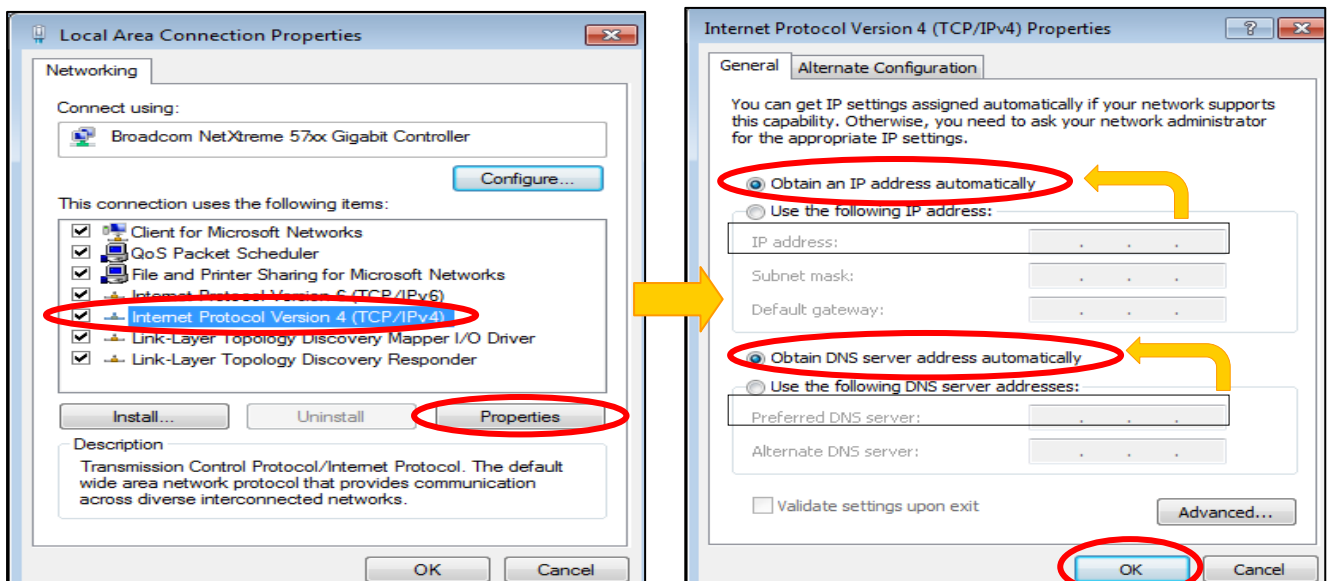 Local Area Connection Properties
Networking
Connect using:
Broadcom NetXtreme 57xx Gigabit Controller
Configure...
This connection uses the following items:
Client for Microsoft Networks
QoS Packet Scheduler
File and Printer Sharing for Microsoft Networks
Internet Protocol Version 6 (TCP/IPv6)
Internet Protocol Version 4 (TCP/IPv4)
Link-Layer Topology Discovery Mapper I/O Driver
Link-Layer Topology Discovery Responder
Install...
Uninstall
Properties
Description
Transmission Control Protocol/Internet Protocol. The default
wide area network protocol that provides communication
across diverse interconnected networks.
OK
Cancel
Internet Protocol Version 4 (TCP/IPv4) Properties
General
Alternate Configuration
You can get IP settings assigned automatically if your network supports
this capability. Otherwise, you need to ask your network administrator
for the appropriate IP settings.
Obtain an IP address automatically
Use the following IP address:
IP address:
Subnet mask:
Default gateway:
Obtain DNS server address automatically
Use the following DNS server addresses:
Preferred DNS server:
Alternate DNS server:
Validate settings upon exit
Advanced...
OK
Cancel